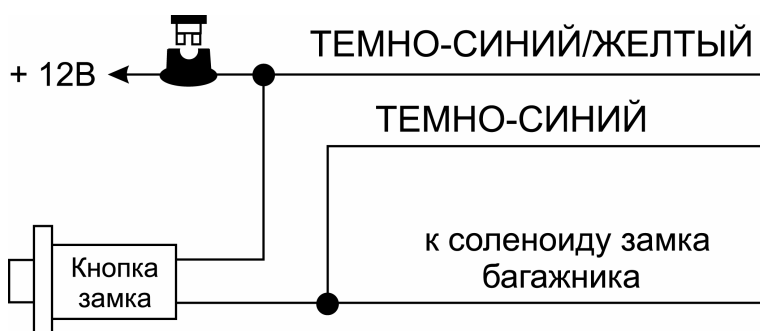 ТЕМНО-СИНИЙ/ЖЕЛТЫЙ
+ 12В
ТЕМНО-СИНИЙ
к соленоиду замка
багажника
Кнопка
замка